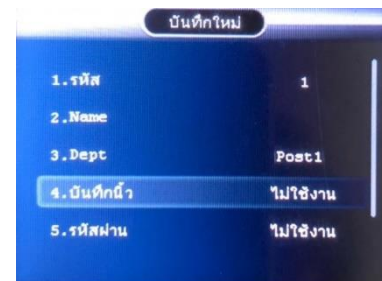 บันทึกใหม่
1.รหัส 1
2.Name
3.Dept Post1
4.บันทึกนิ้ว ไม่ใช้งาน
5.รหัสผ่าน ไม่ใช้งาน